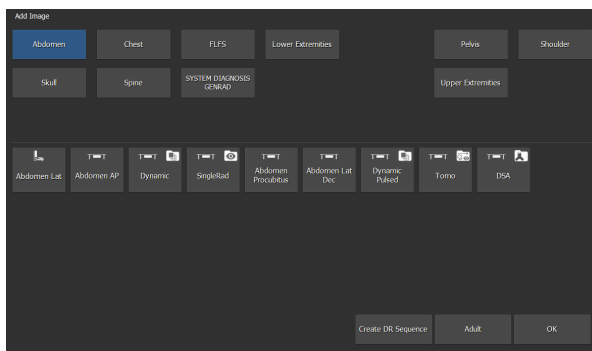 Add Image
Abdomen
Chest
FLFS
Lower Extremities
Pelvis
Shoulder
Skull
Spine
SYSTEM DIAGNOSIS
GENRAD
Upper Extremities
Abdomen Lat
Abdomen AP
Dynamic
SingleRad
Abdomen
Procubitus
Abdomen Lat
Dec
Dynamic
Pulsed
Tomo
DSA
Create DR Sequence
Adult
OK